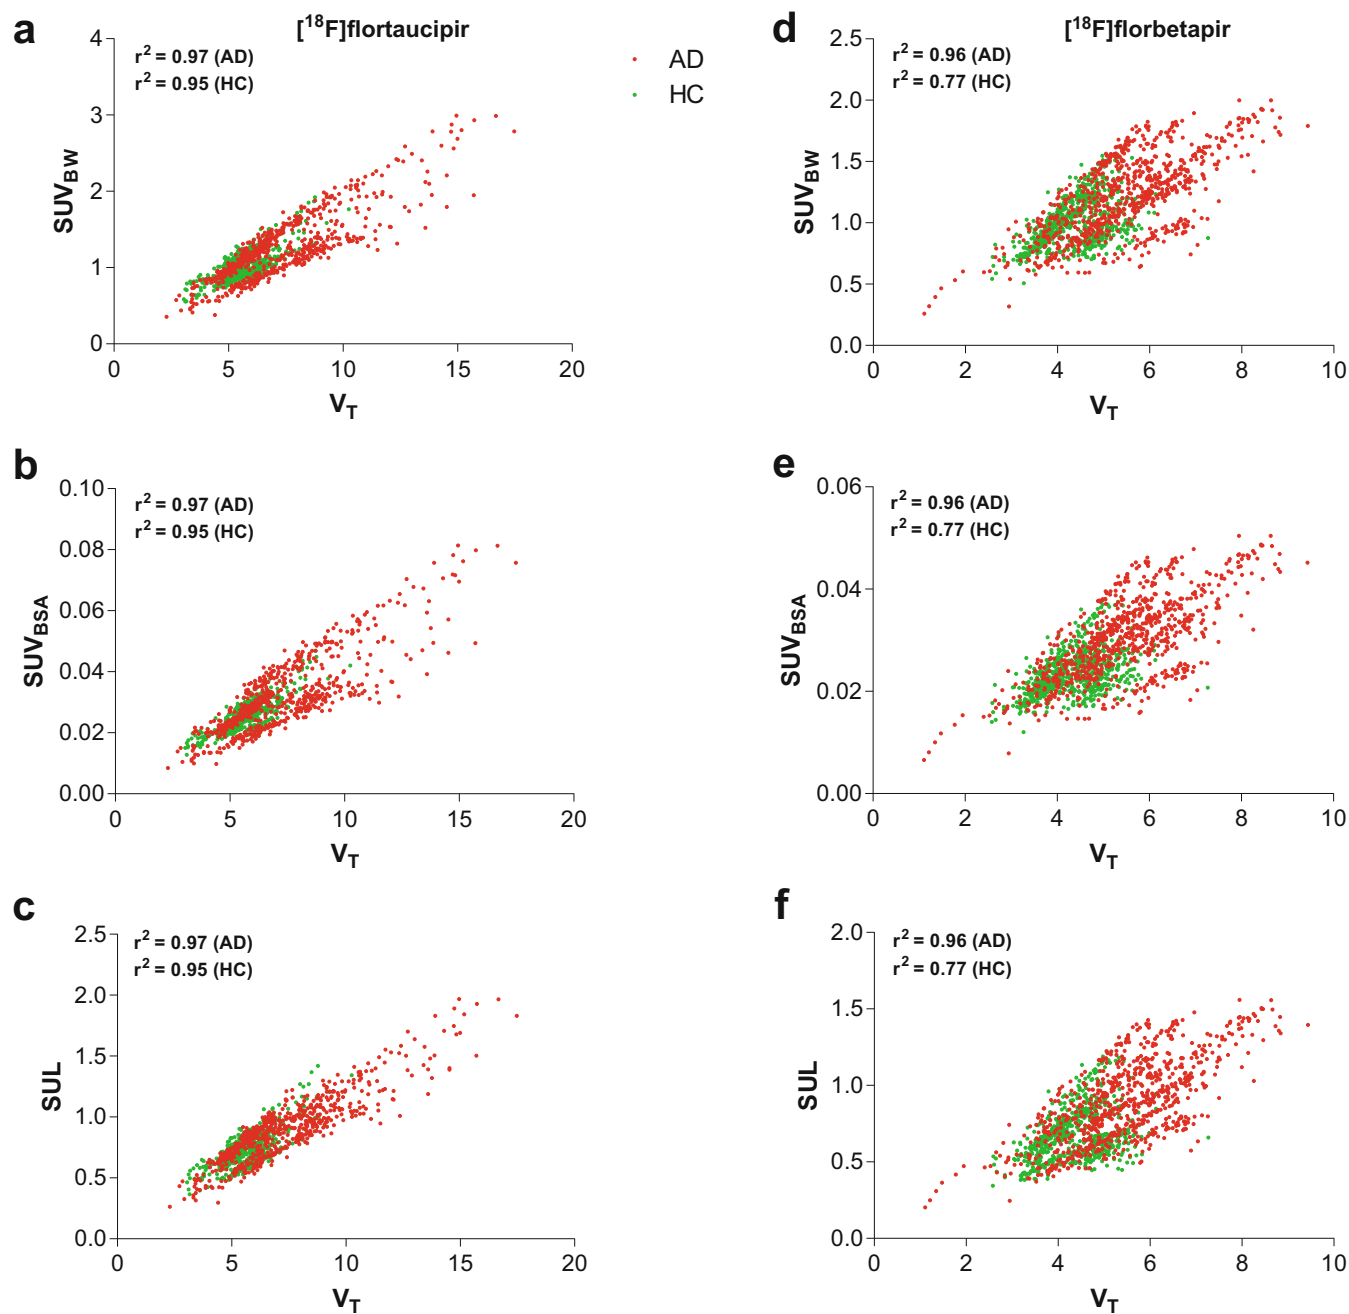 a
[18F]flortaucipir
r2 = 0.97 (AD)
r2 = 0.95 (HC)
4
3
2
1
0
SUVBW
0 5 10 15 20
VT
AD
HC
d
[18F]florbetapir
r2 = 0.96 (AD)
r2 = 0.77 (HC)
2.5
2.0
1.5
1.0
0.5
0.0
SUVBW
0 2 4 6 8 10
VT
b
r2 = 0.97 (AD)
r2 = 0.95 (HC)
0.10
0.08
0.06
0.04
0.02
0.00
SUVBSA
0 5 10 15 20
VT
e
r2 = 0.96 (AD)
r2 = 0.77 (HC)
0.06
0.04
0.02
0.00
SUVBSA
0 2 4 6 8 10
VT
c
r2 = 0.97 (AD)
r2 = 0.95 (HC)
2.5
2.0
1.5
1.0
0.5
0.0
SUL
0 5 10 15 20
VT
f
r2 = 0.96 (AD)
r2 = 0.77 (HC)
2.0
1.5
1.0
0.5
0.0
SUL
0 2 4 6 8 10
VT